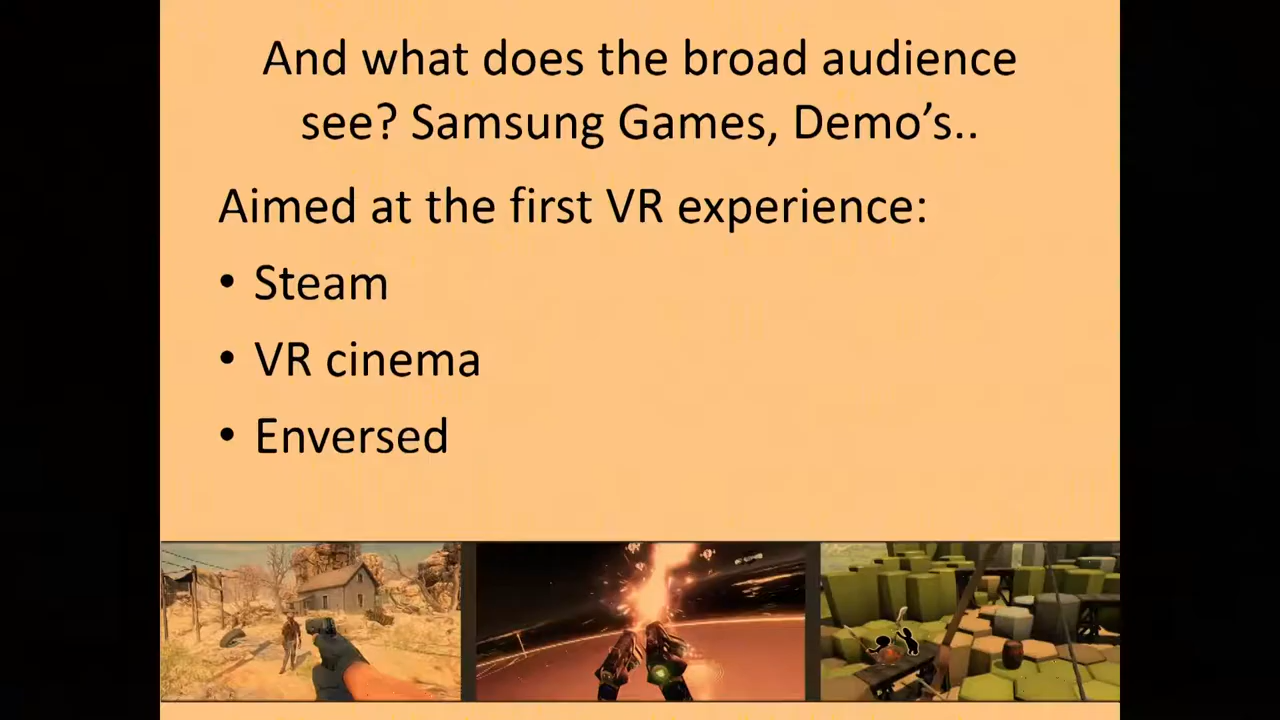 And what does the broad audience
see? Samsung Games, Demo’s..
Aimed at the first VR experience:
• Steam
• VR cinema
• Enversed